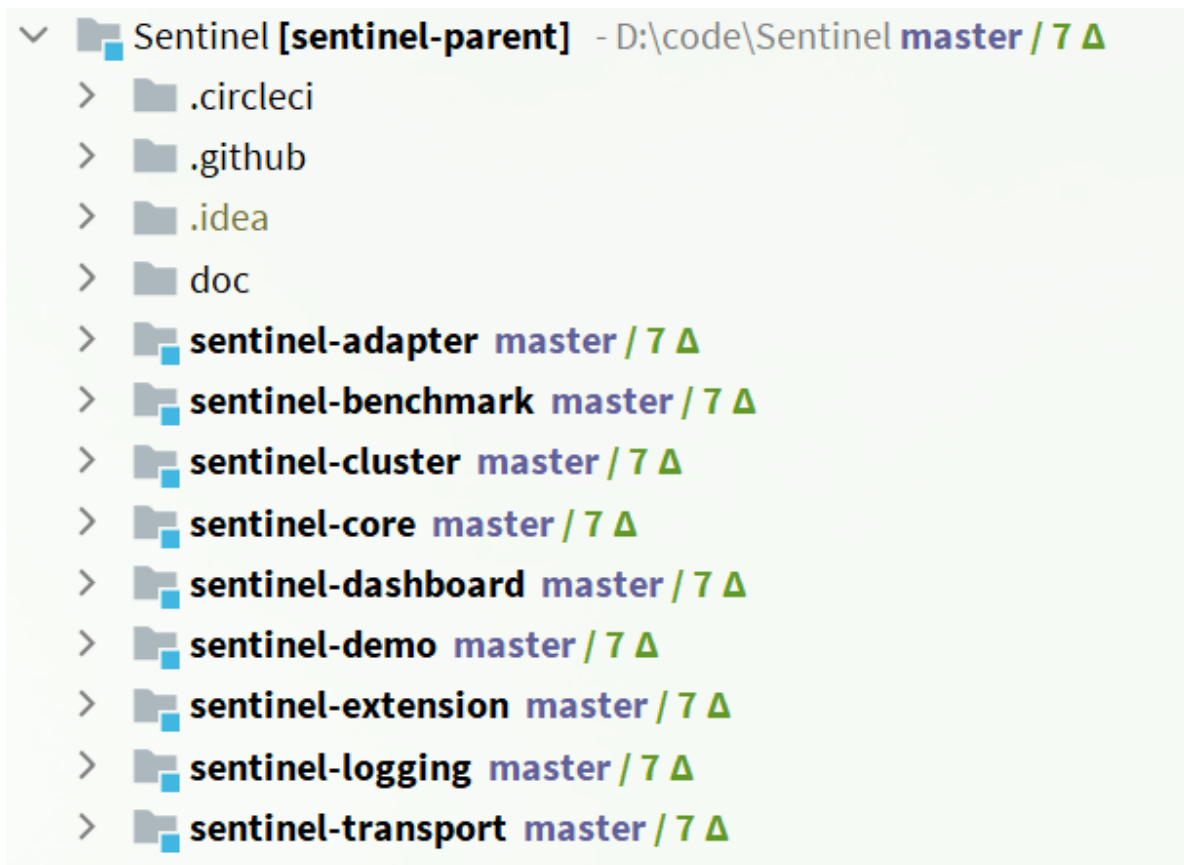 Sentinel [sentinel-parent] - D:\code\Sentinel master / 7 Δ
.circleci
.github
.idea
doc
sentinel-adapter master / 7 Δ
sentinel-benchmark master / 7 Δ
sentinel-cluster master / 7 Δ
sentinel-core master / 7 Δ
sentinel-dashboard master / 7 Δ
sentinel-demo master / 7 Δ
sentinel-extension master / 7 Δ
sentinel-logging master / 7 Δ
sentinel-transport master / 7 Δ